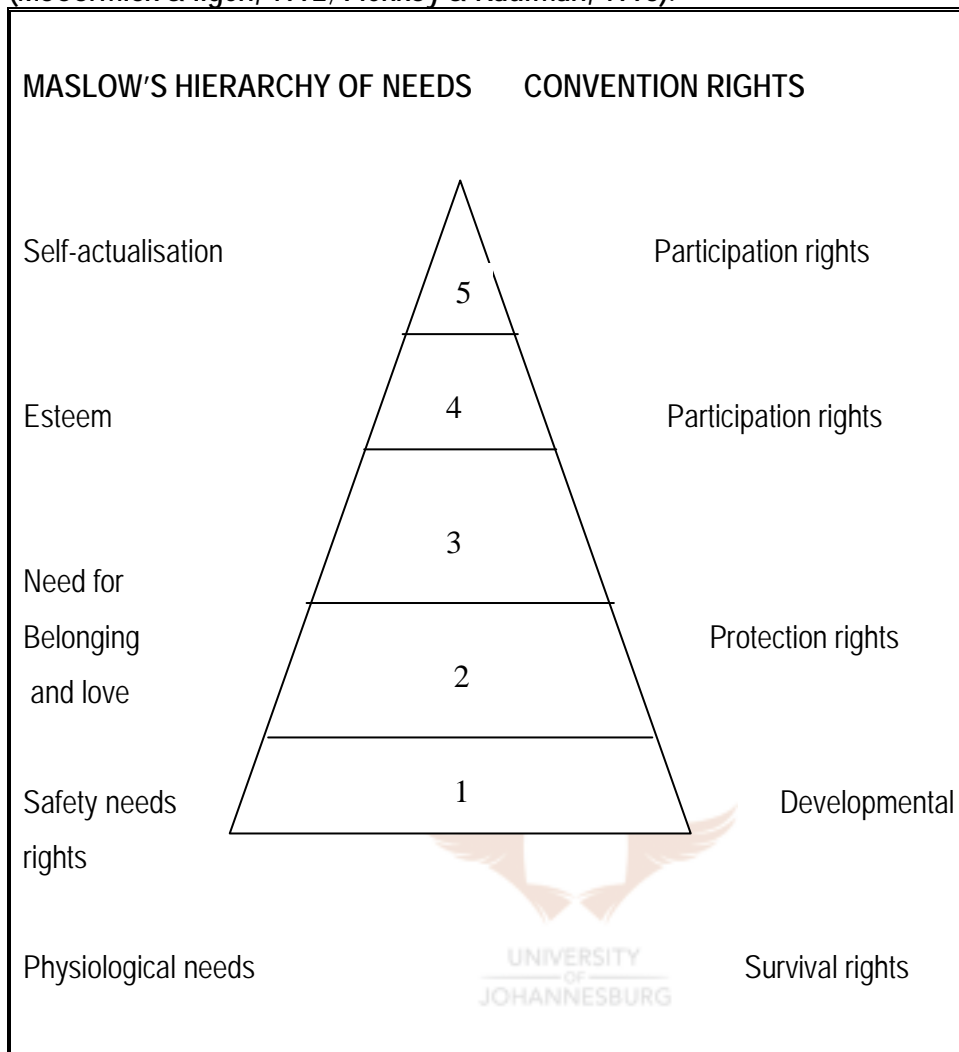 MASLOW'S HIERARCHY OF NEEDS CONVENTION RIGHTS
Self-actualisation Participation rights
5
Esteem 4 Participation rights
3
Need for
Belonging Protection rights
and love 2
Safety needs 1 Developmental
rights
Physiological needs Survival rights
UNIVERSITY
OF
JOHANNESBURG